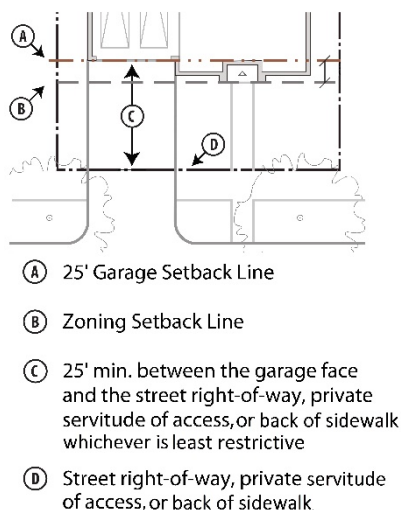 A
B
C
D
A 25' Garage Setback Line
B Zoning Setback Line
C 25' min. between the garage face
and the street right-of-way, private
servitude of access, or back of sidewalk
whichever is least restrictive
D Street right-of-way, private servitude
of access, or back of sidewalk